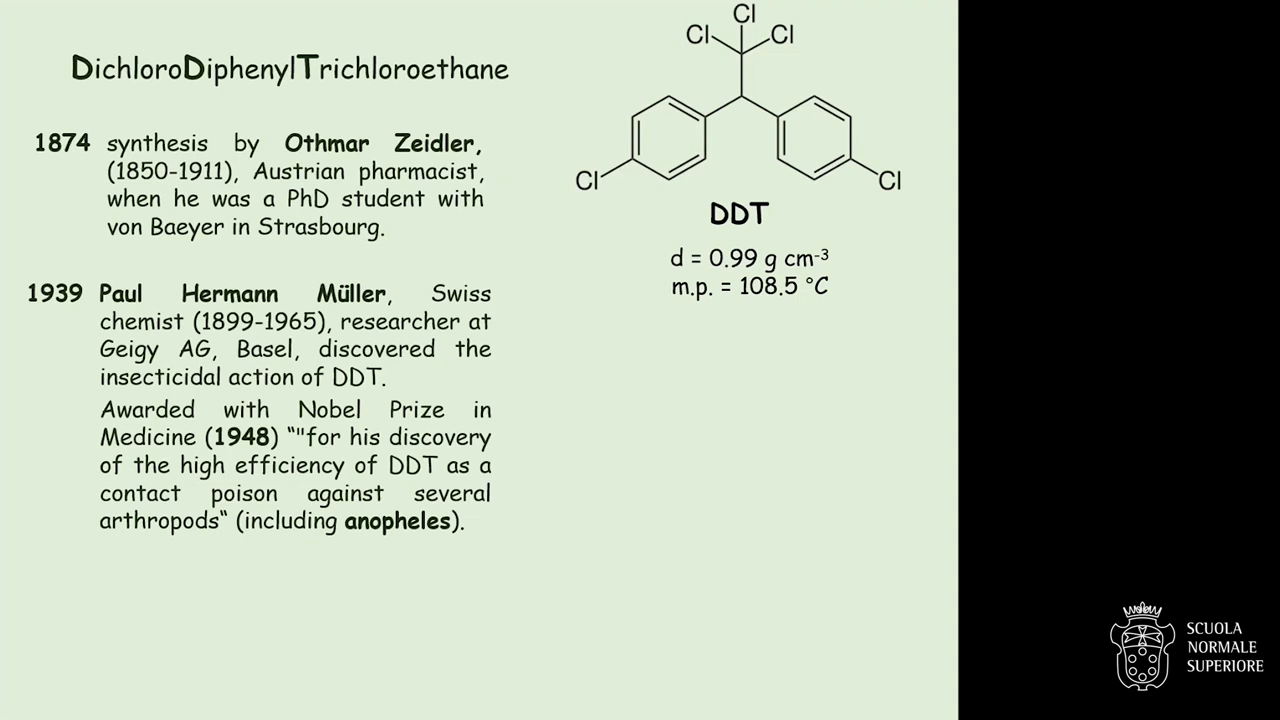 DichloroDiphenylTrichloroethane
1874 synthesis by Othmar Zeidler,
(1850-1911), Austrian pharmacist,
when he was a PhD student with
von Baeyer in Strasbourg.
1939 Paul Hermann Müller, Swiss
chemist (1899-1965), researcher at
Geigy AG, Basel, discovered the
insecticidal action of DDT.
Awarded with Nobel Prize in
Medicine (1948) “"for his discovery
of the high efficiency of DDT as a
contact poison against several
arthropods“ (including anopheles).
Cl
Cl Cl
Cl Cl
DDT
d = 0.99 g cm⁻³
m.p. = 108.5 °C
SCUOLA
NORMALE
SUPERIORE